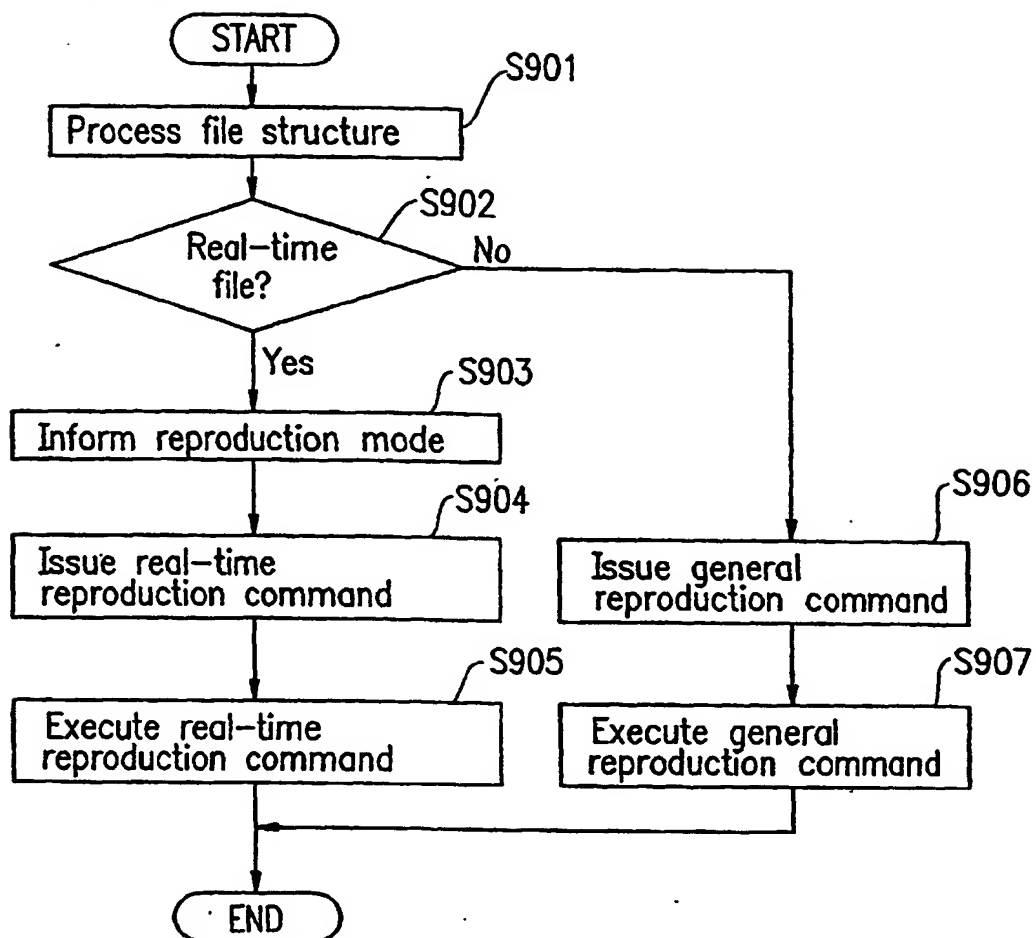 START
S901
Process file structure
S902
Real-time
file?
No
Yes
S903
Inform reproduction mode
S904
Issue real-time
reproduction command
S905
Execute real-time
reproduction command
S906
Issue general
reproduction command
S907
Execute general
reproduction command
END